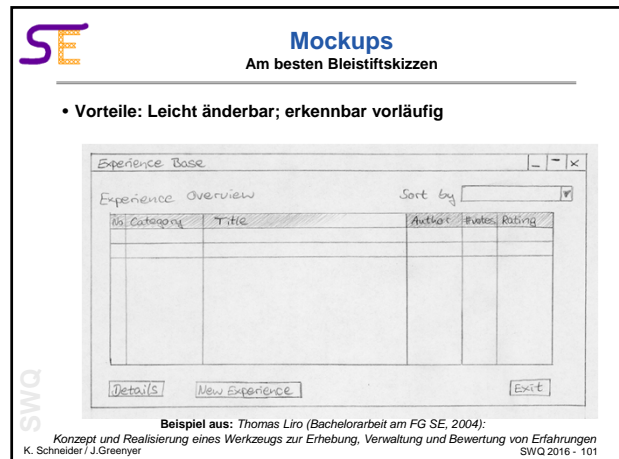 SE
Mockups
Am besten Bleistiftskizzen
• Vorteile: Leicht änderbar; erkennbar vorläufig
Experience Base
Experience Overview Sort by
No Category Title Author #votes Rating
Details New Experience Exit
SWQ
Beispiel aus: Thomas Liro (Bachelorarbeit am FG SE, 2004):
Konzept und Realisierung eines Werkzeugs zur Erhebung, Verwaltung und Bewertung von Erfahrungen
K. Schneider / J.Greenyer SWQ 2016 - 101